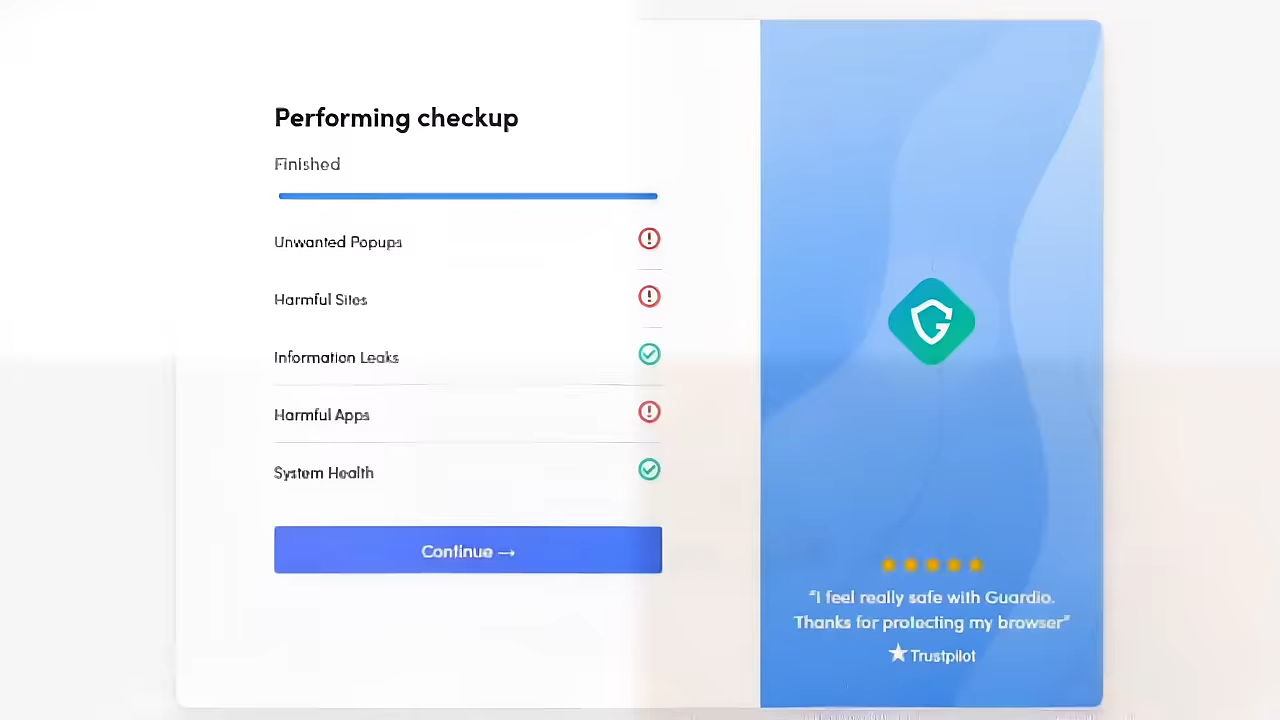 Performing checkup
Finished
Unwanted Popups
Harmful Sites
Information Leaks
Harmful Apps
System Health
Continue →
"I feel really safe with Guardio.
Thanks for protecting my browser"
Trustpilot